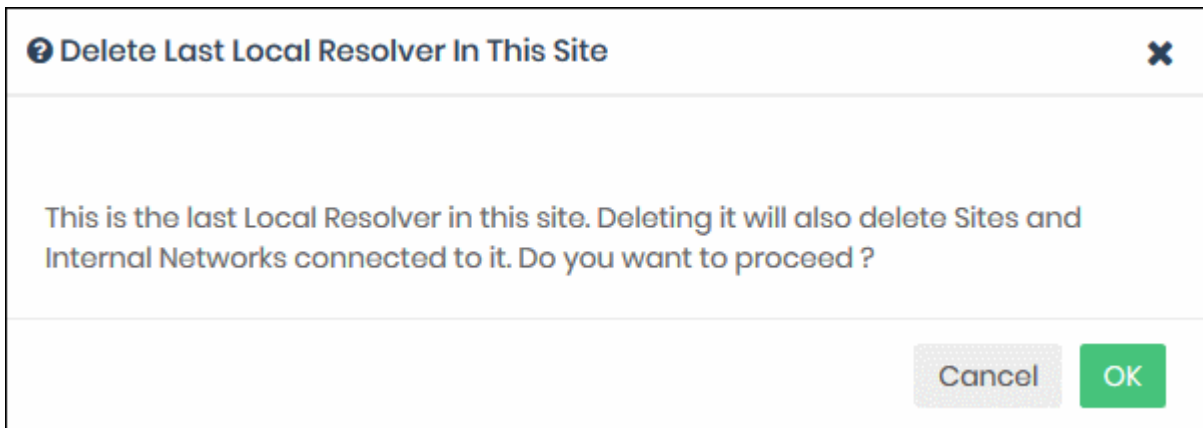 Delete Last Local Resolver In This Site
This is the last Local Resolver in this site. Deleting it will also delete Sites and
Internal Networks connected to it. Do you want to proceed ?
Cancel OK